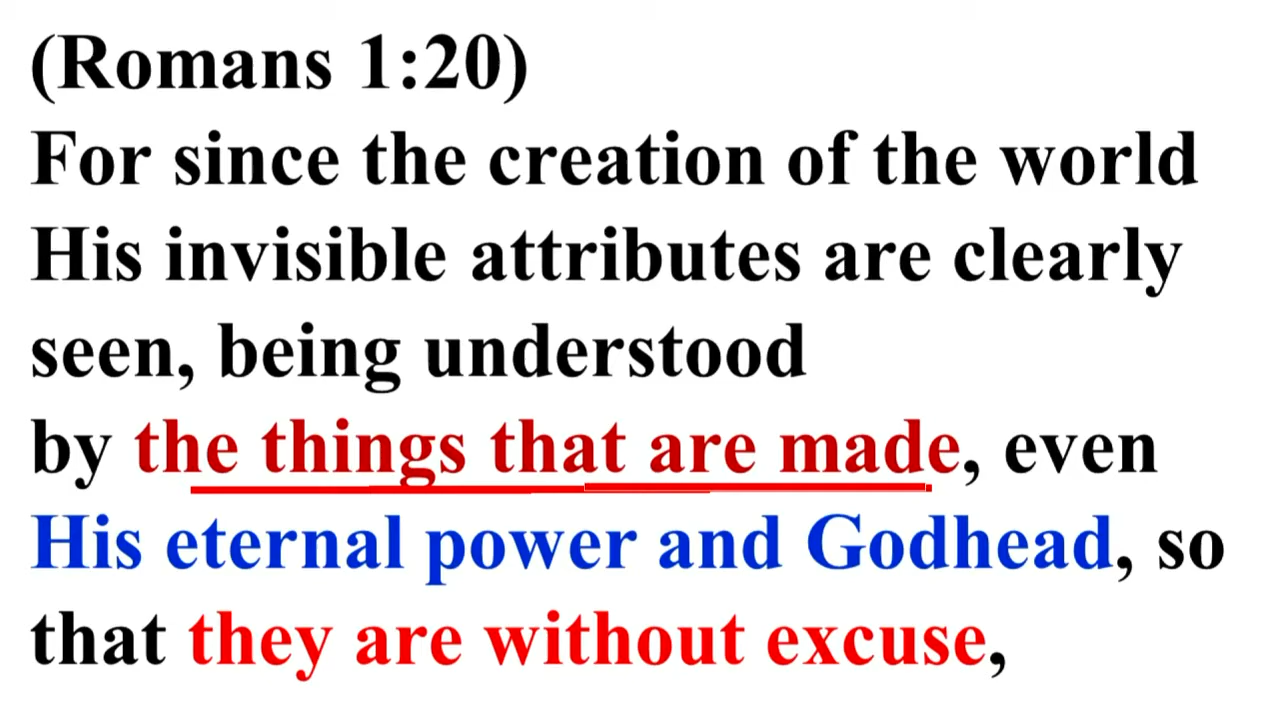 (Romans 1:20)
For since the creation of the world
His invisible attributes are clearly
seen, being understood
by the things that are made, even
His eternal power and Godhead, so
that they are without excuse,